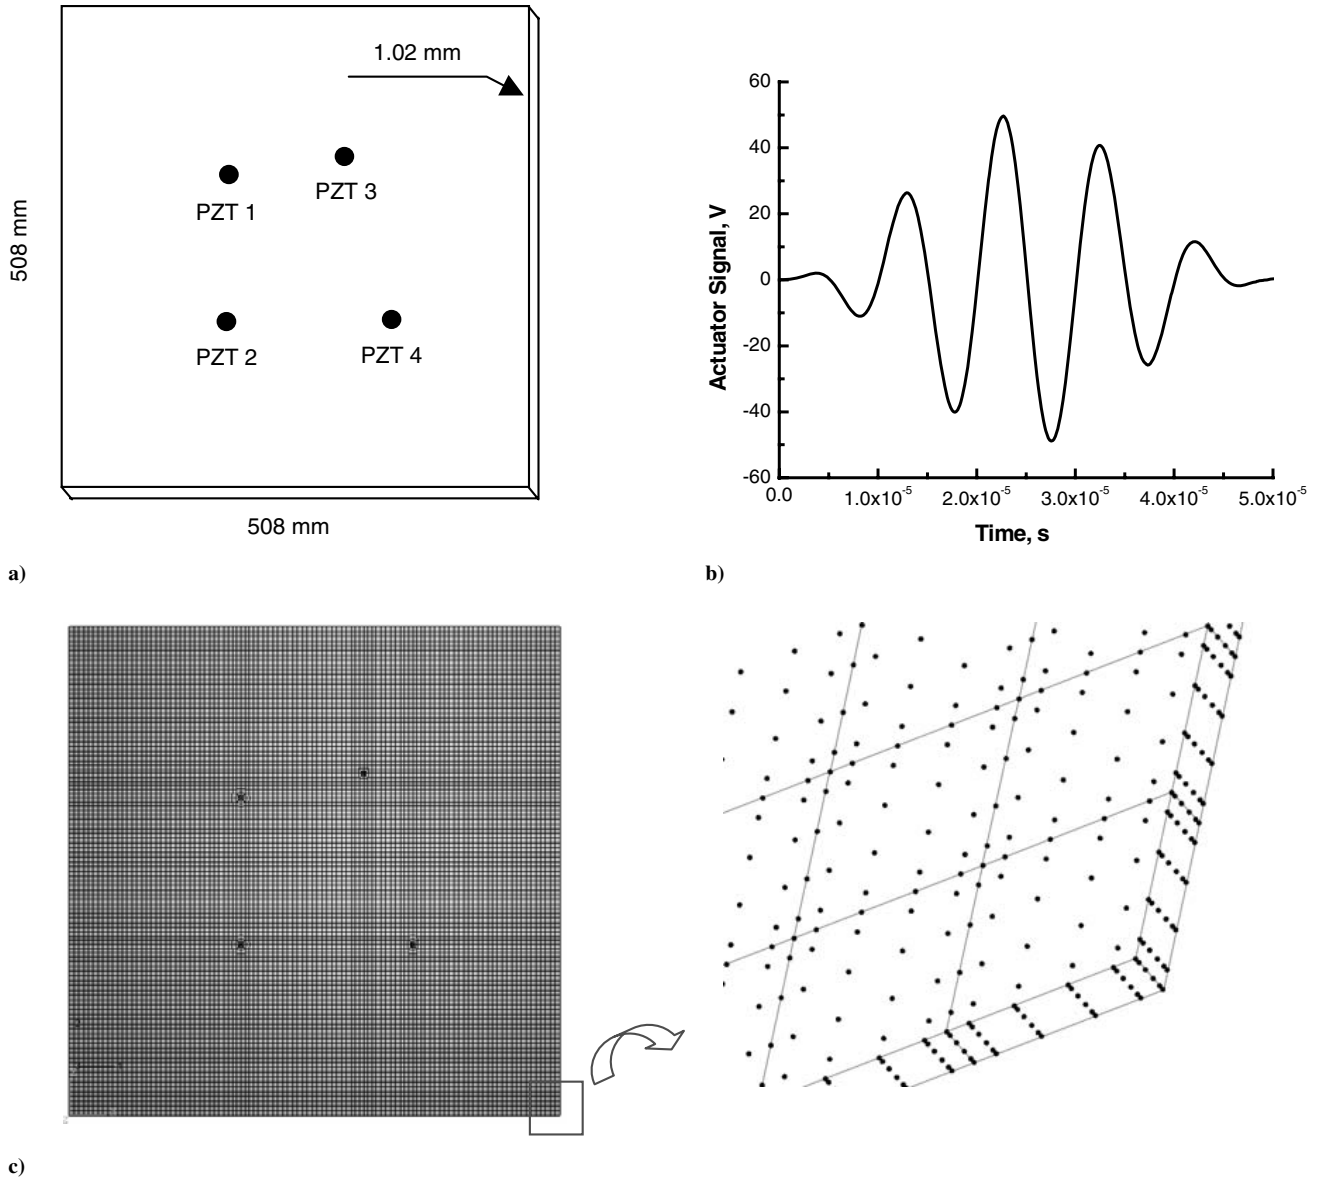 1.02 mm
PZT 1
PZT 3
PZT 2
PZT 4
508 mm
508 mm
a)
60
40
20
0
-20
-40
-60
Actuator Signal, V
0.0
1.0x10⁻⁵
2.0x10⁻⁵
3.0x10⁻⁵
4.0x10⁻⁵
5.0x10⁻⁵
Time, s
b)
2
c)